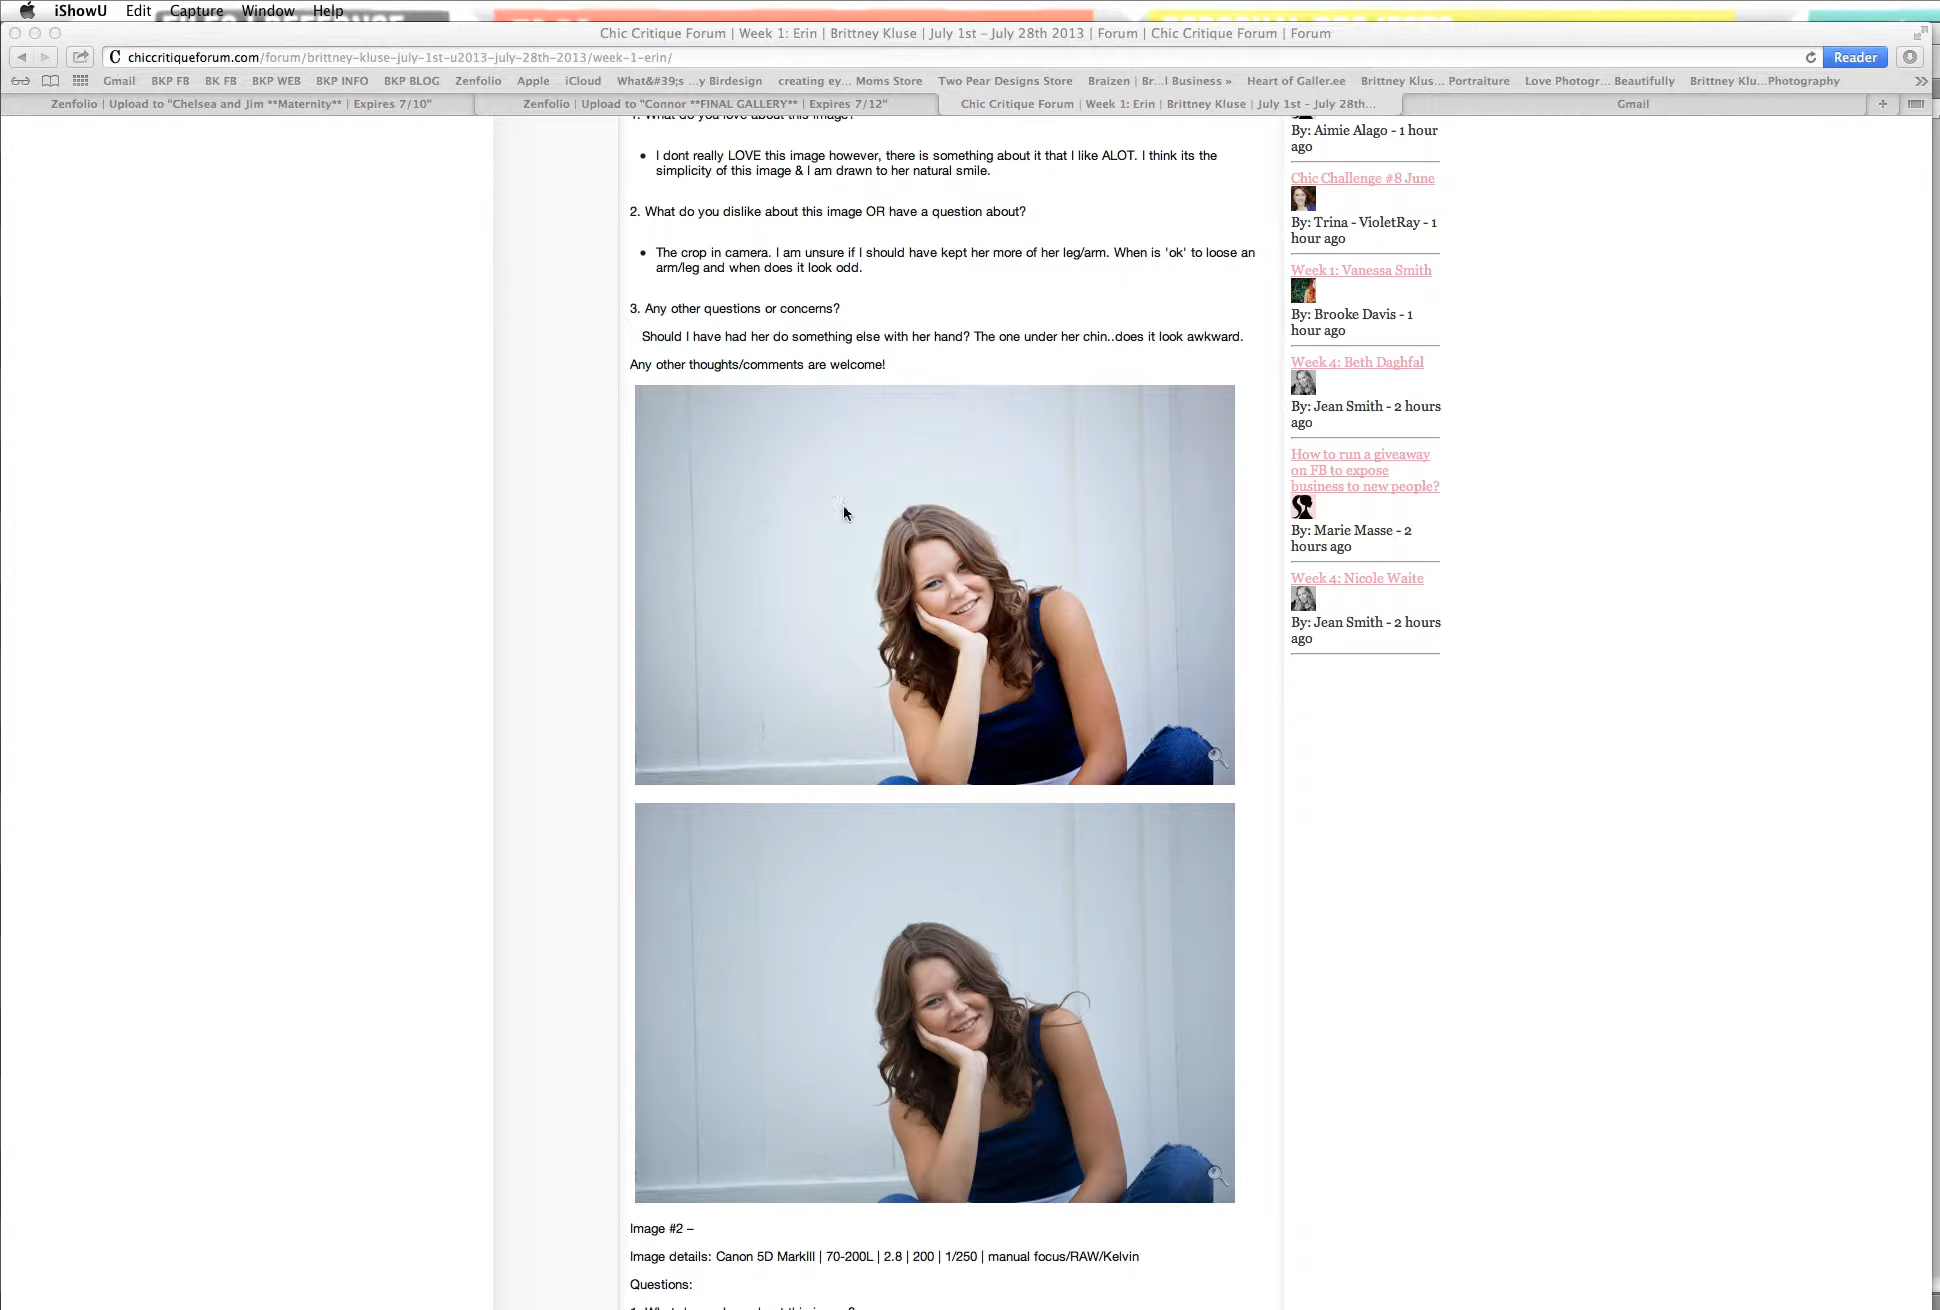 iShowU Edit Capture Window Help
Chic Critique Forum | Week 1: Erin | Brittney Kluse | July 1st – July 28th 2013 | Forum | Chic Critique Forum | Forum
chiccritiqueforum.com/forum/brittney-kluse-july-1st-u2013-july-28th-2013/week-1-erin/
Reader
Gmail BKP FB BK FB BKP WEB BKP INFO BKP BLOG Zenfolio Apple iCloud What&#39;s ...y Birdesign creating ey... Moms Store Two Pear Designs Store Braizen | Br...l Business » Heart of Galler.ee Brittney Klus... Portraiture Love Photogr... Beautifully Brittney Klu...Photography
Zenfolio | Upload to "Chelsea and Jim **Maternity** | Expires 7/10"
Zenfolio | Upload to "Connor **FINAL GALLERY** | Expires 7/12"
Chic Critique Forum | Week 1: Erin | Brittney Kluse | July 1st – July 28th...
Gmail
1. What do you love about this image?
• I dont really LOVE this image however, there is something about it that I like ALOT. I think its the
simplicity of this image & I am drawn to her natural smile.
2. What do you dislike about this image OR have a question about?
• The crop in camera. I am unsure if I should have kept her more of her leg/arm. When is 'ok' to loose an
arm/leg and when does it look odd.
3. Any other questions or concerns?
Should I have had her do something else with her hand? The one under her chin..does it look awkward.
Any other thoughts/comments are welcome!
Image #2 –
Image details: Canon 5D MarkIII | 70-200L | 2.8 | 200 | 1/250 | manual focus/RAW/Kelvin
Questions:
By: Aimie Alago - 1 hour
ago
Chic Challenge #8 June
By: Trina - VioletRay - 1
hour ago
Week 1: Vanessa Smith
By: Brooke Davis - 1
hour ago
Week 4: Beth Daghfal
By: Jean Smith - 2 hours
ago
How to run a giveaway
on FB to expose
business to new people?
By: Marie Masse - 2
hours ago
Week 4: Nicole Waite
By: Jean Smith - 2 hours
ago